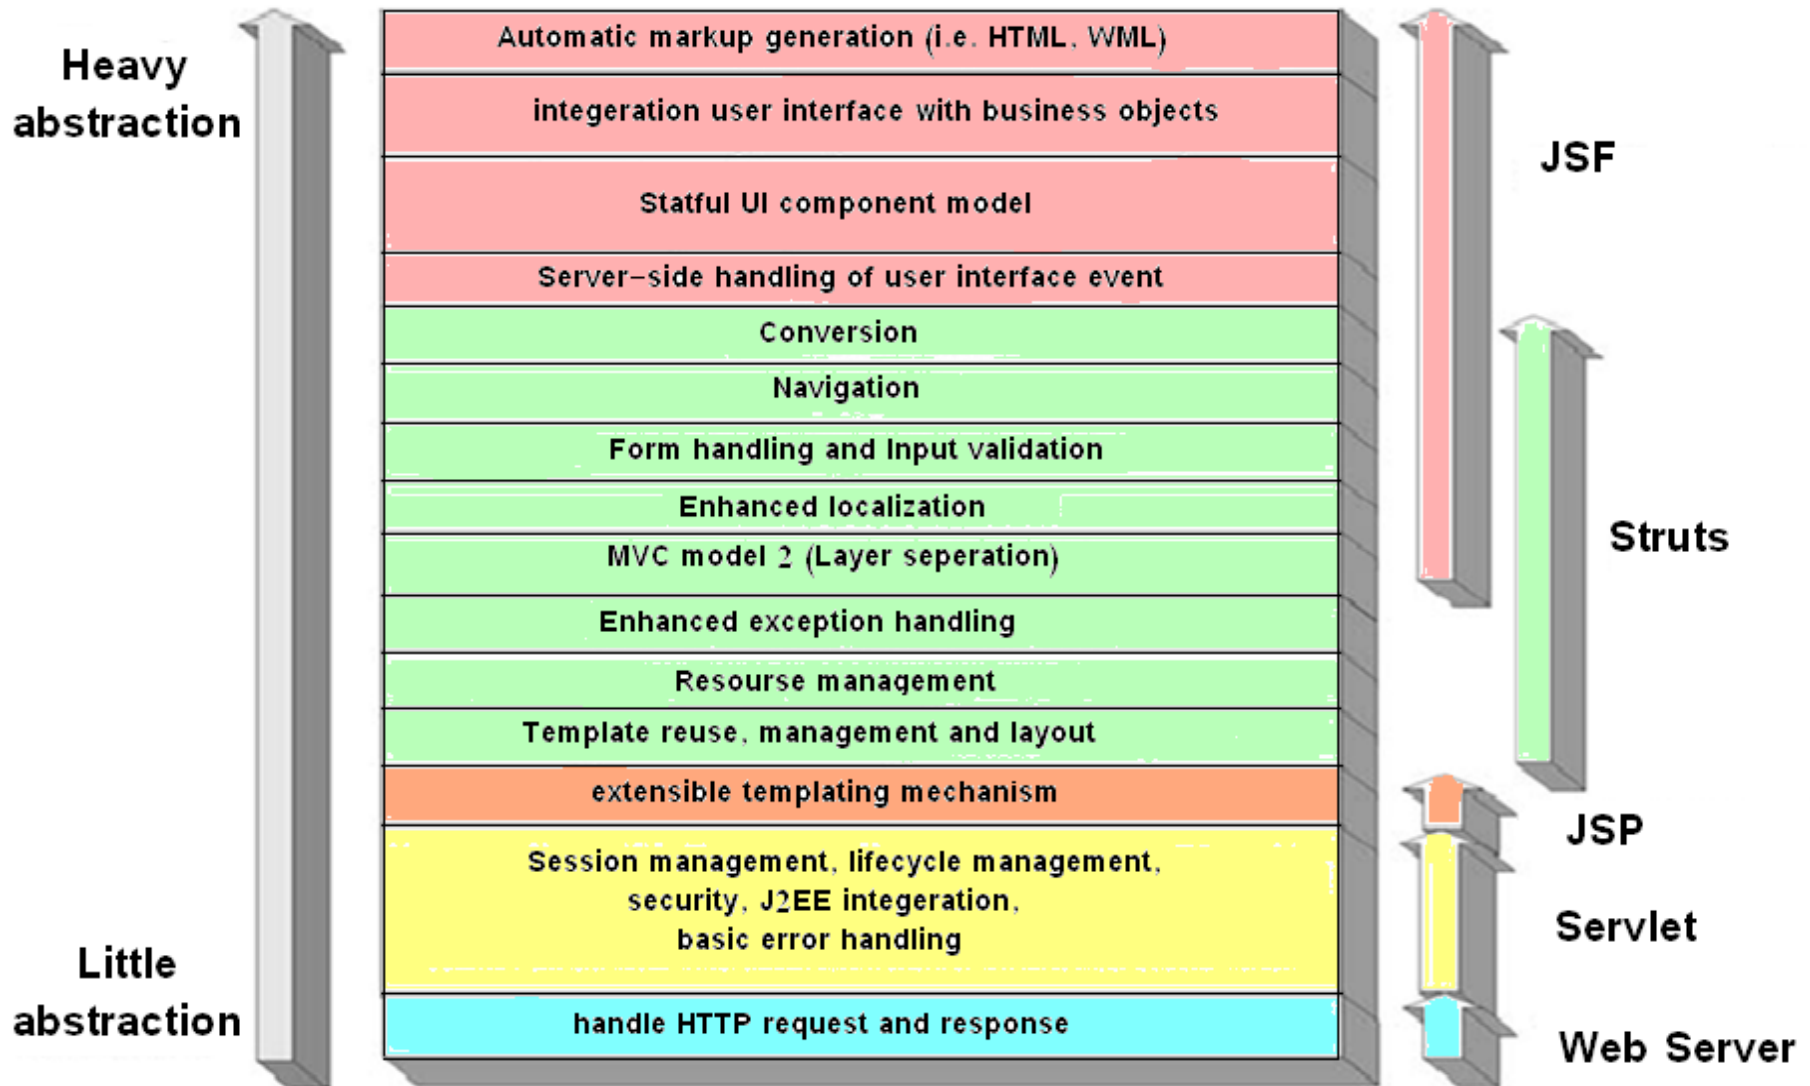 Heavy
abstraction
Automatic markup generation (i.e. HTML, WML)
integeration user interface with business objects
Statful UI component model
Server-side handling of user interface event
Conversion
Navigation
Form handling and Input validation
Enhanced localization
MVC model 2 (Layer seperation)
Enhanced exception handling
Resourse management
Template reuse, management and layout
extensible templating mechanism
Session management, lifecycle management,
security, J2EE integeration,
basic error handling
handle HTTP request and response
Little
abstraction
JSF
Struts
JSP
Servlet
Web Server